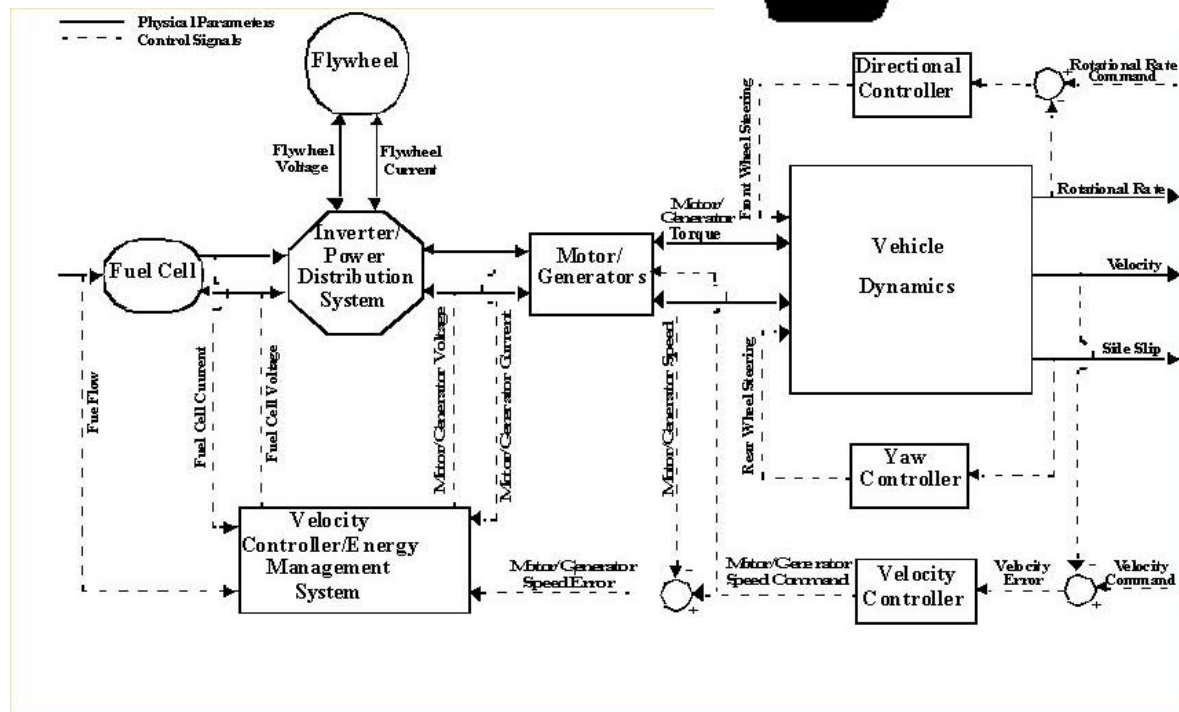 Physical Parameters
Control Signals
Flywheel
Flywheel
Voltage
Flywheel
Current
Directional
Controller
Rotational Rate
Command
+
-
Front Wheel Steering
Rotational Rate
Motor/
Generator
Torque
Inverter/
Power
Distribution
System
Fuel Cell
Motor/
Generators
Vehicle
Dynamics
Velocity
Side Slip
Fue Flow
Fuel Cell Cuurent
Fuel Cell Voltage
Motor/Generator Voltage
Motor/Generator Current
Motor/Generator Speed
Rear Wheel Steering
Yaw
Controller
Velocity
Controller/Energy
Management
System
Motor/Generator
Speed Error
-
+
Motor/Generator
Speed Command
Velocity
Controller
Velocity
Error
-
+
Velocity
Command